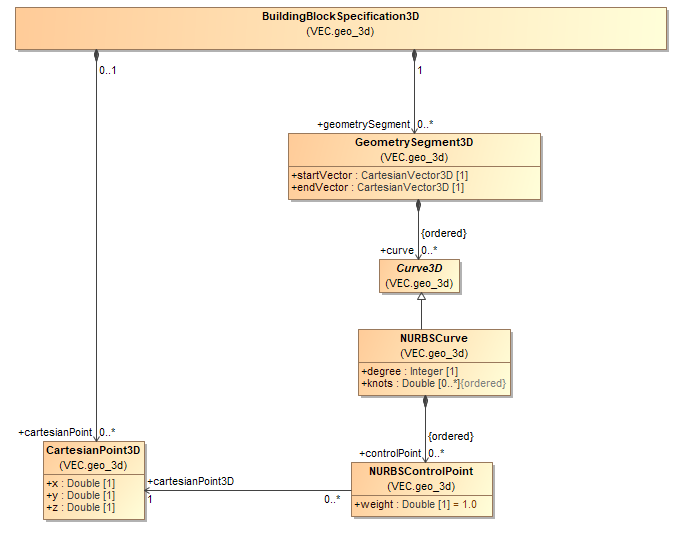 BuildingBlockSpecification3D
(VEC.geo_3d)
0..1
1
+geometrySegment 0..*
GeometrySegment3D
(VEC.geo_3d)
+startVector : CartesianVector3D [1]
+endVector : CartesianVector3D [1]
{ordered}
+curve 0..*
Curve3D
(VEC.geo_3d)
NURBSCurve
(VEC.geo_3d)
+degree : Integer [1]
+knots : Double [0..*]{ordered}
{ordered}
+cartesianPoint 0..*
+controlPoint 0..*
CartesianPoint3D
(VEC.geo_3d)
+x : Double [1]
+y : Double [1]
+z : Double [1]
+cartesianPoint3D
1
0..*
NURBSControlPoint
(VEC.geo_3d)
+weight : Double [1] = 1.0